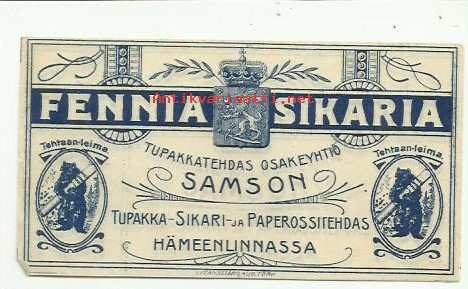 FENNIA SIKARIA
Antikvariaatti.net
Tehtaan-leima.
Tehtaan-leima.
TUPAKKATEHDAS OSAKEYHTIÖ
SAMSON
TUPAKKA-SIKARI-JA PAPEROSSITEHDAS
HÄMEENLINNASSA